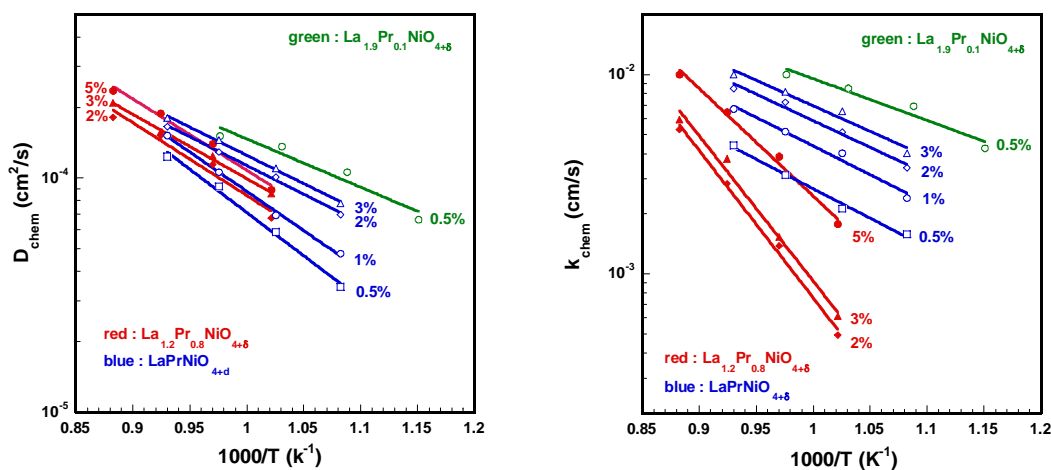 green : La1.9Pr0.1NiO4+δ
10-4
10-5
Dchem (cm2/s)
5%
3%
2%
0.5%
3%
2%
1%
0.5%
red : La1.2Pr0.8NiO4+δ
blue : LaPrNiO4+d
0.85 0.9 0.95 1 1.05 1.1 1.15 1.2
1000/T (k-1)
green : La1.9Pr0.1NiO4+δ
10-2
10-3
kchem (cm/s)
0.5%
3%
2%
1%
0.5%
5%
3%
2%
red : La1.2Pr0.8NiO4+δ
blue : LaPrNiO4+δ
0.85 0.9 0.95 1 1.05 1.1 1.15 1.2
1000/T (K-1)